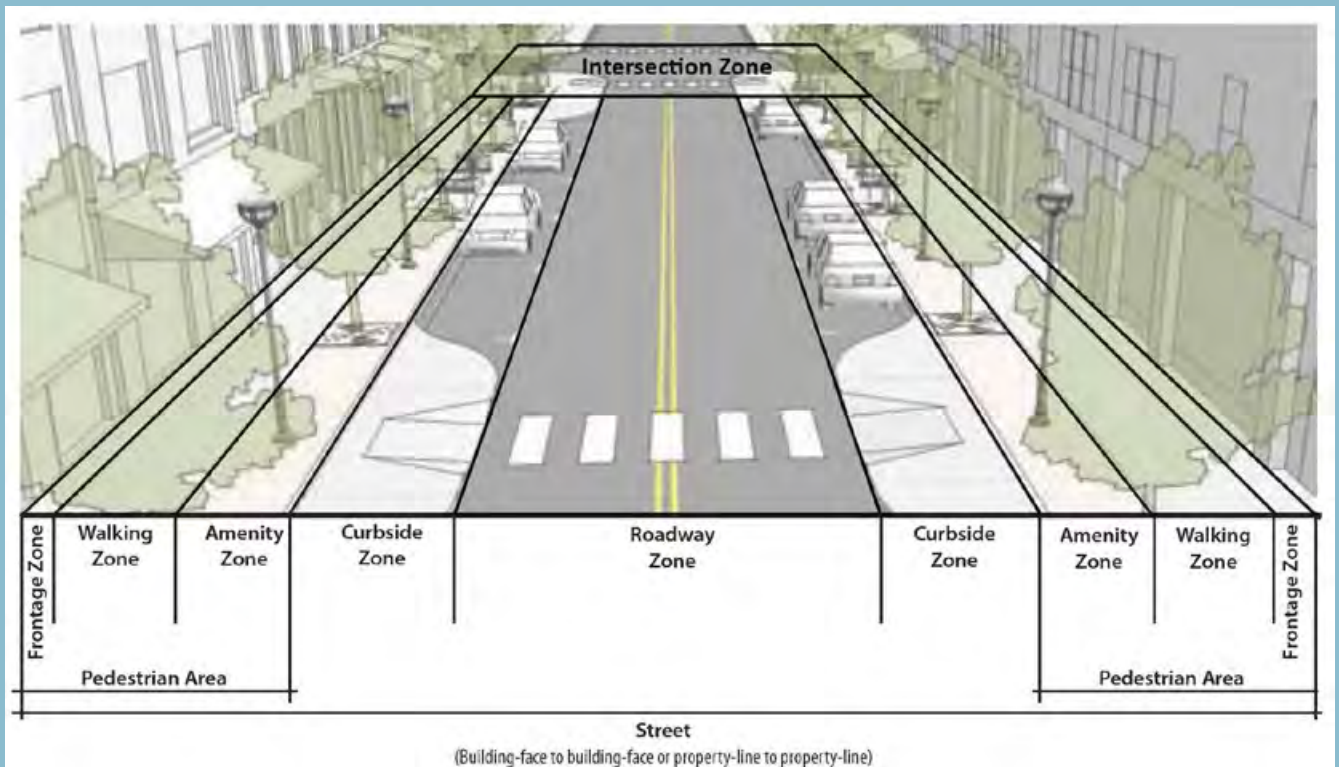 Intersection Zone
Frontage Zone
Walking
Zone
Amenity
Zone
Curbside
Zone
Roadway
Zone
Curbside
Zone
Amenity
Zone
Walking
Zone
Frontage Zone
Pedestrian Area
Pedestrian Area
Street
(Building-face to building-face or property-line to property-line)